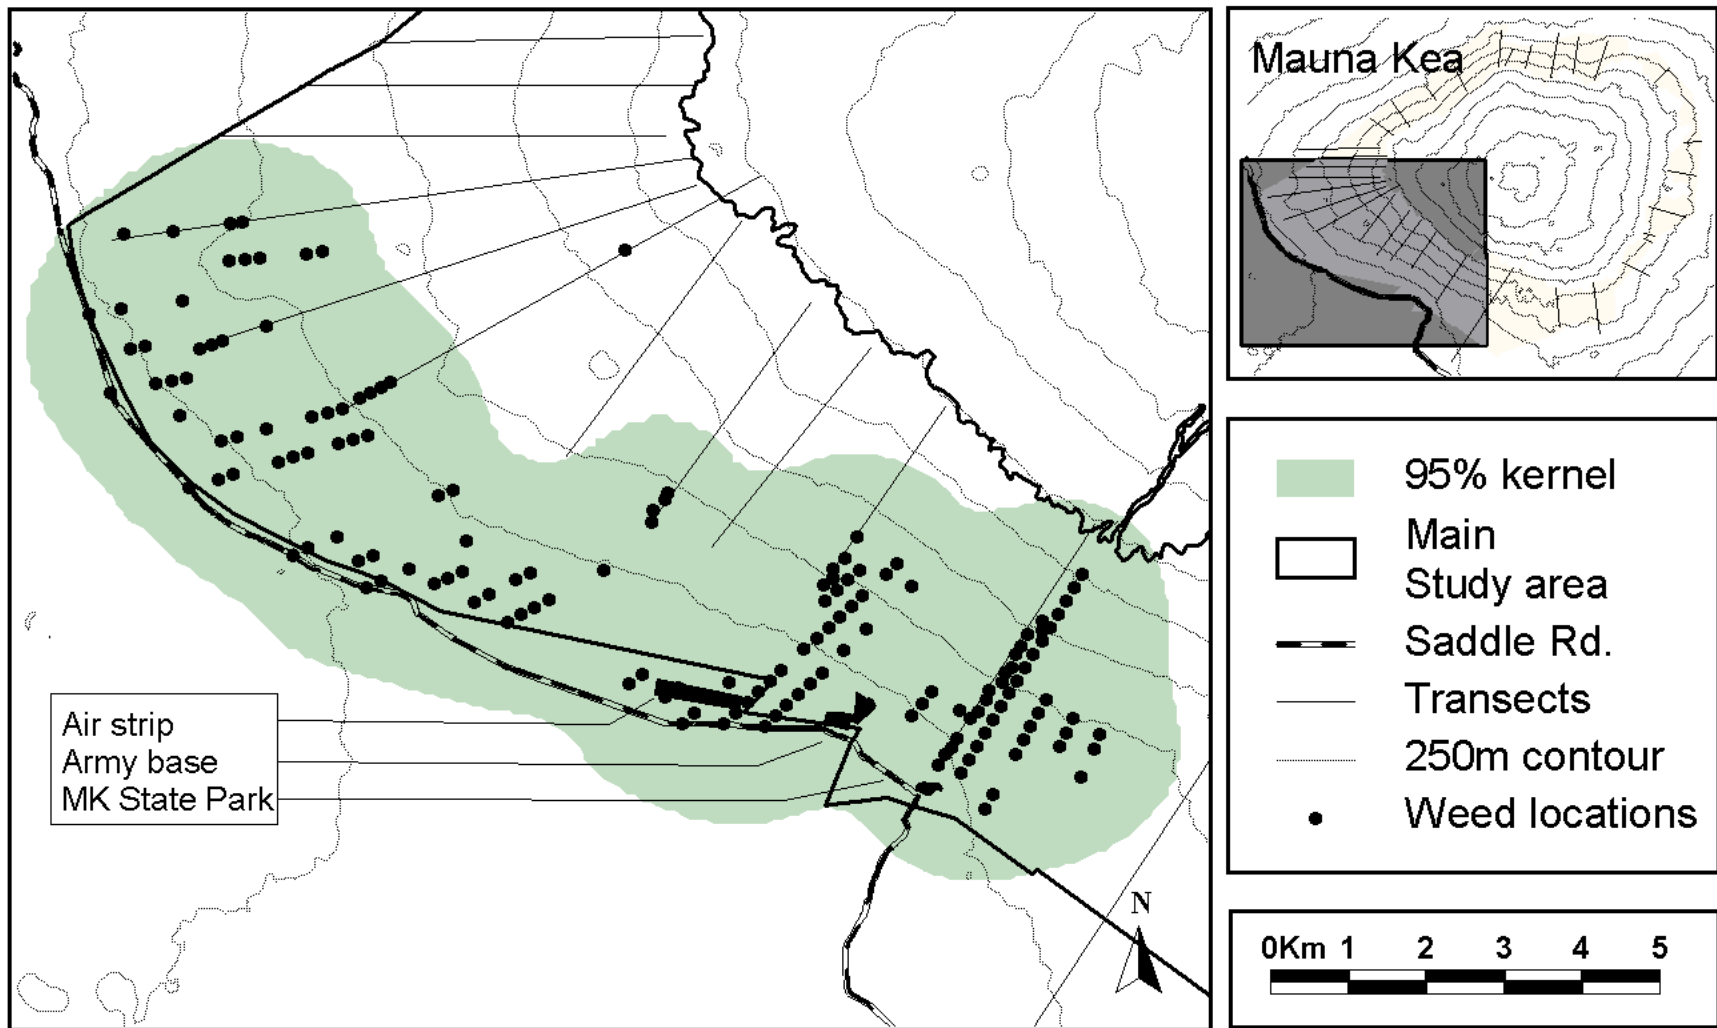 Air strip
Army base
MK State Park
N
Mauna Kea
95% kernel
Main
Study area
Saddle Rd.
Transects
250m contour
Weed locations
0Km 1 2 3 4 5